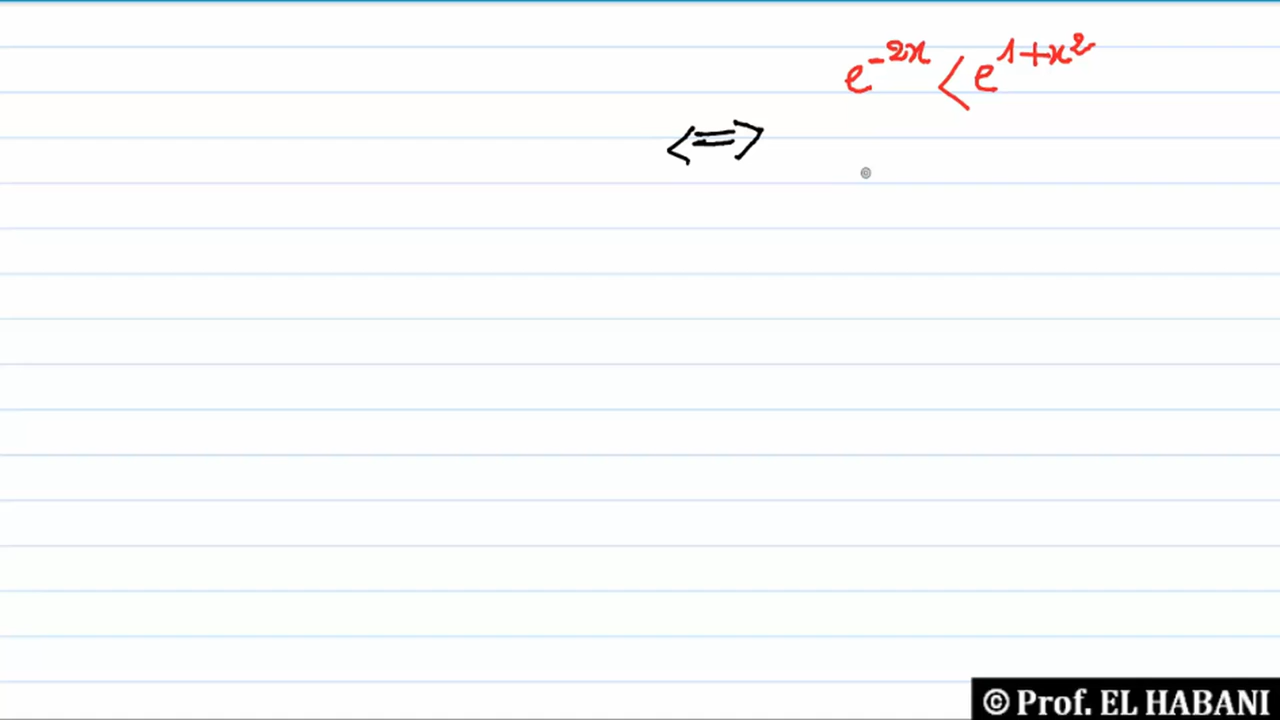 e^{-2x} < e^{1+x^2}
<=>
© Prof. EL HABANI